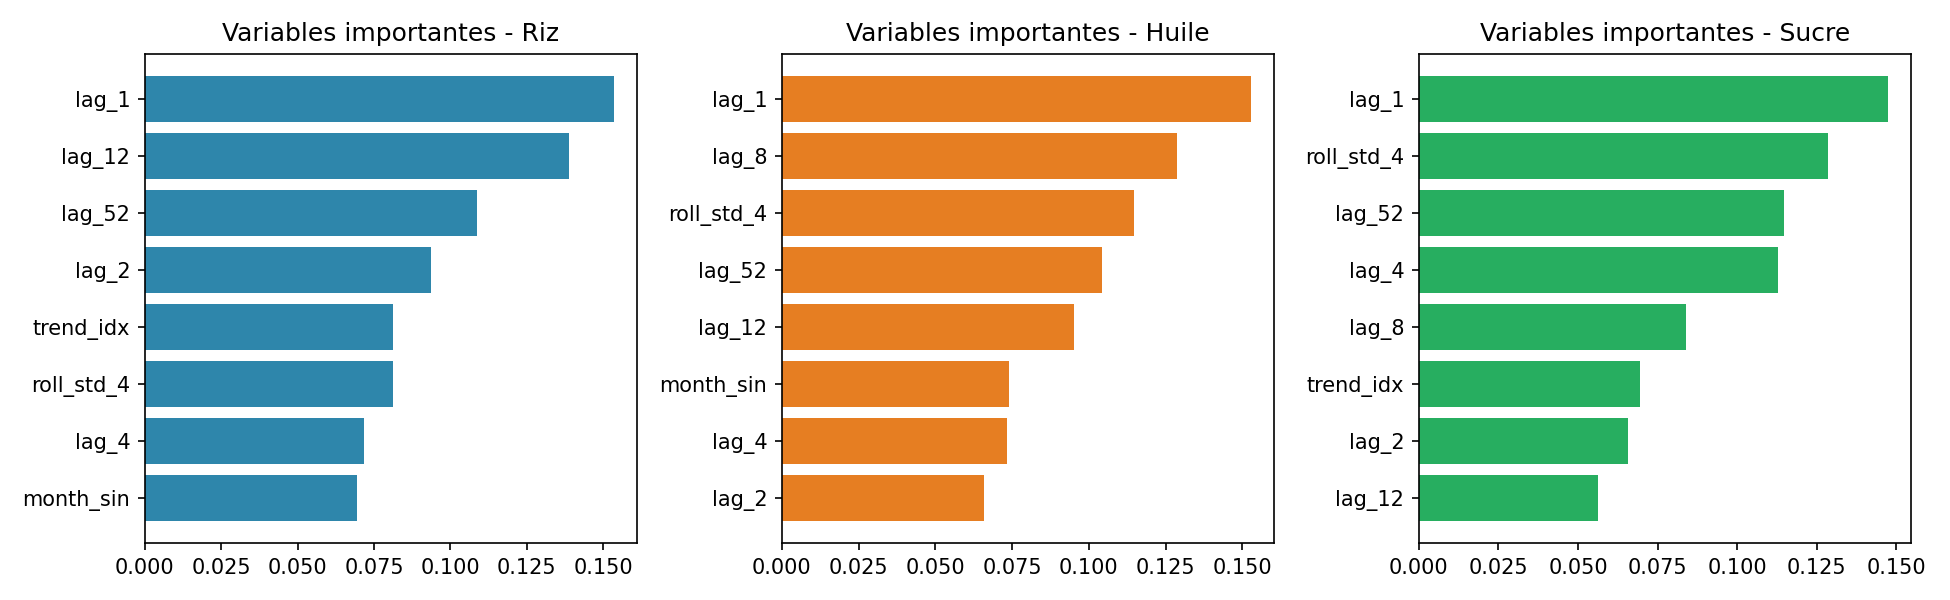 Variables importantes - Riz
lag_1
lag_12
lag_52
lag_2
trend_idx
roll_std_4
lag_4
month_sin
0.000 0.025 0.050 0.075 0.100 0.125 0.150
Variables importantes - Huile
lag_1
lag_8
roll_std_4
lag_52
lag_12
month_sin
lag_4
lag_2
0.000 0.025 0.050 0.075 0.100 0.125 0.150
Variables importantes - Sucre
lag_1
roll_std_4
lag_52
lag_4
lag_8
trend_idx
lag_2
lag_12
0.000 0.025 0.050 0.075 0.100 0.125 0.150